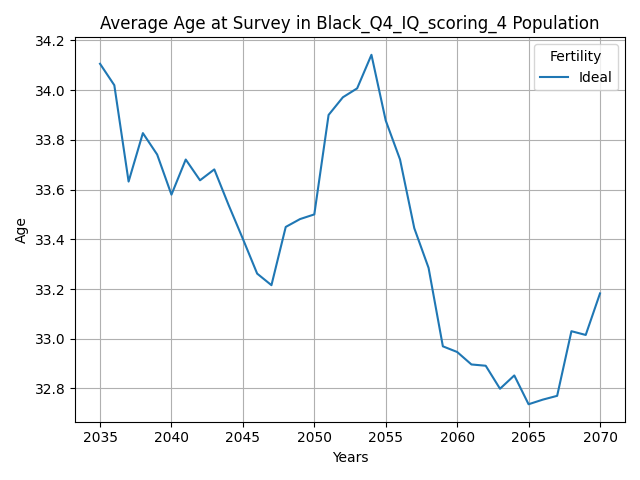 Average Age at Survey in Black_Q4_IQ_scoring_4 Population
Fertility
Ideal
34.2
34.0
33.8
33.6
33.4
33.2
33.0
32.8
Age
2035 2040 2045 2050 2055 2060 2065 2070
Years